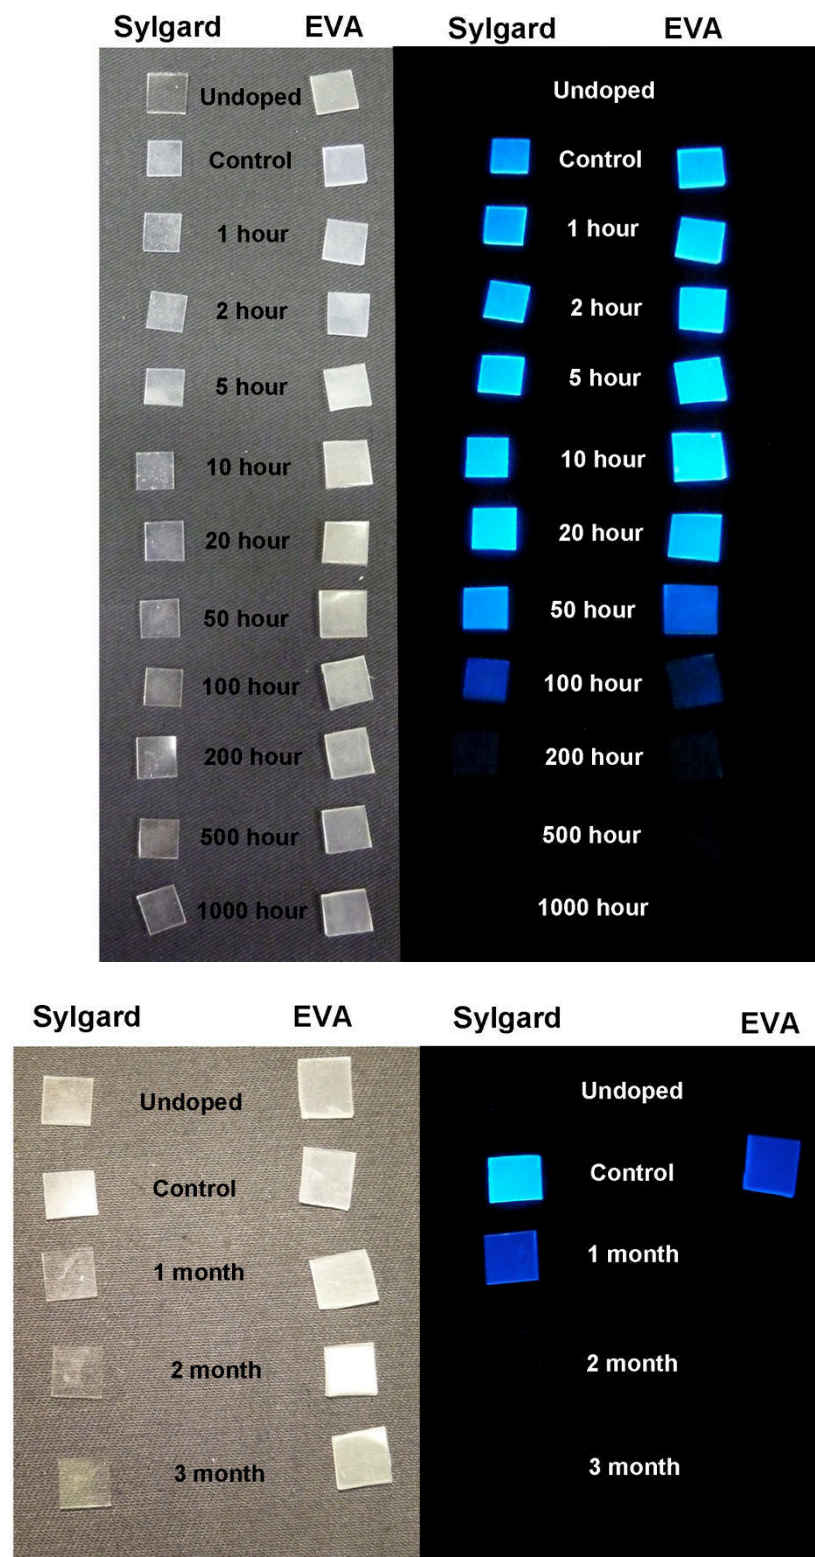 Sylgard EVA Sylgard EVA
Undoped Undoped
Control Control
1 hour 1 hour
2 hour 2 hour
5 hour 5 hour
10 hour 10 hour
20 hour 20 hour
50 hour 50 hour
100 hour 100 hour
200 hour 200 hour
500 hour 500 hour
1000 hour 1000 hour
Sylgard EVA Sylgard EVA
Undoped Undoped
Control Control
1 month 1 month
2 month 2 month
3 month 3 month